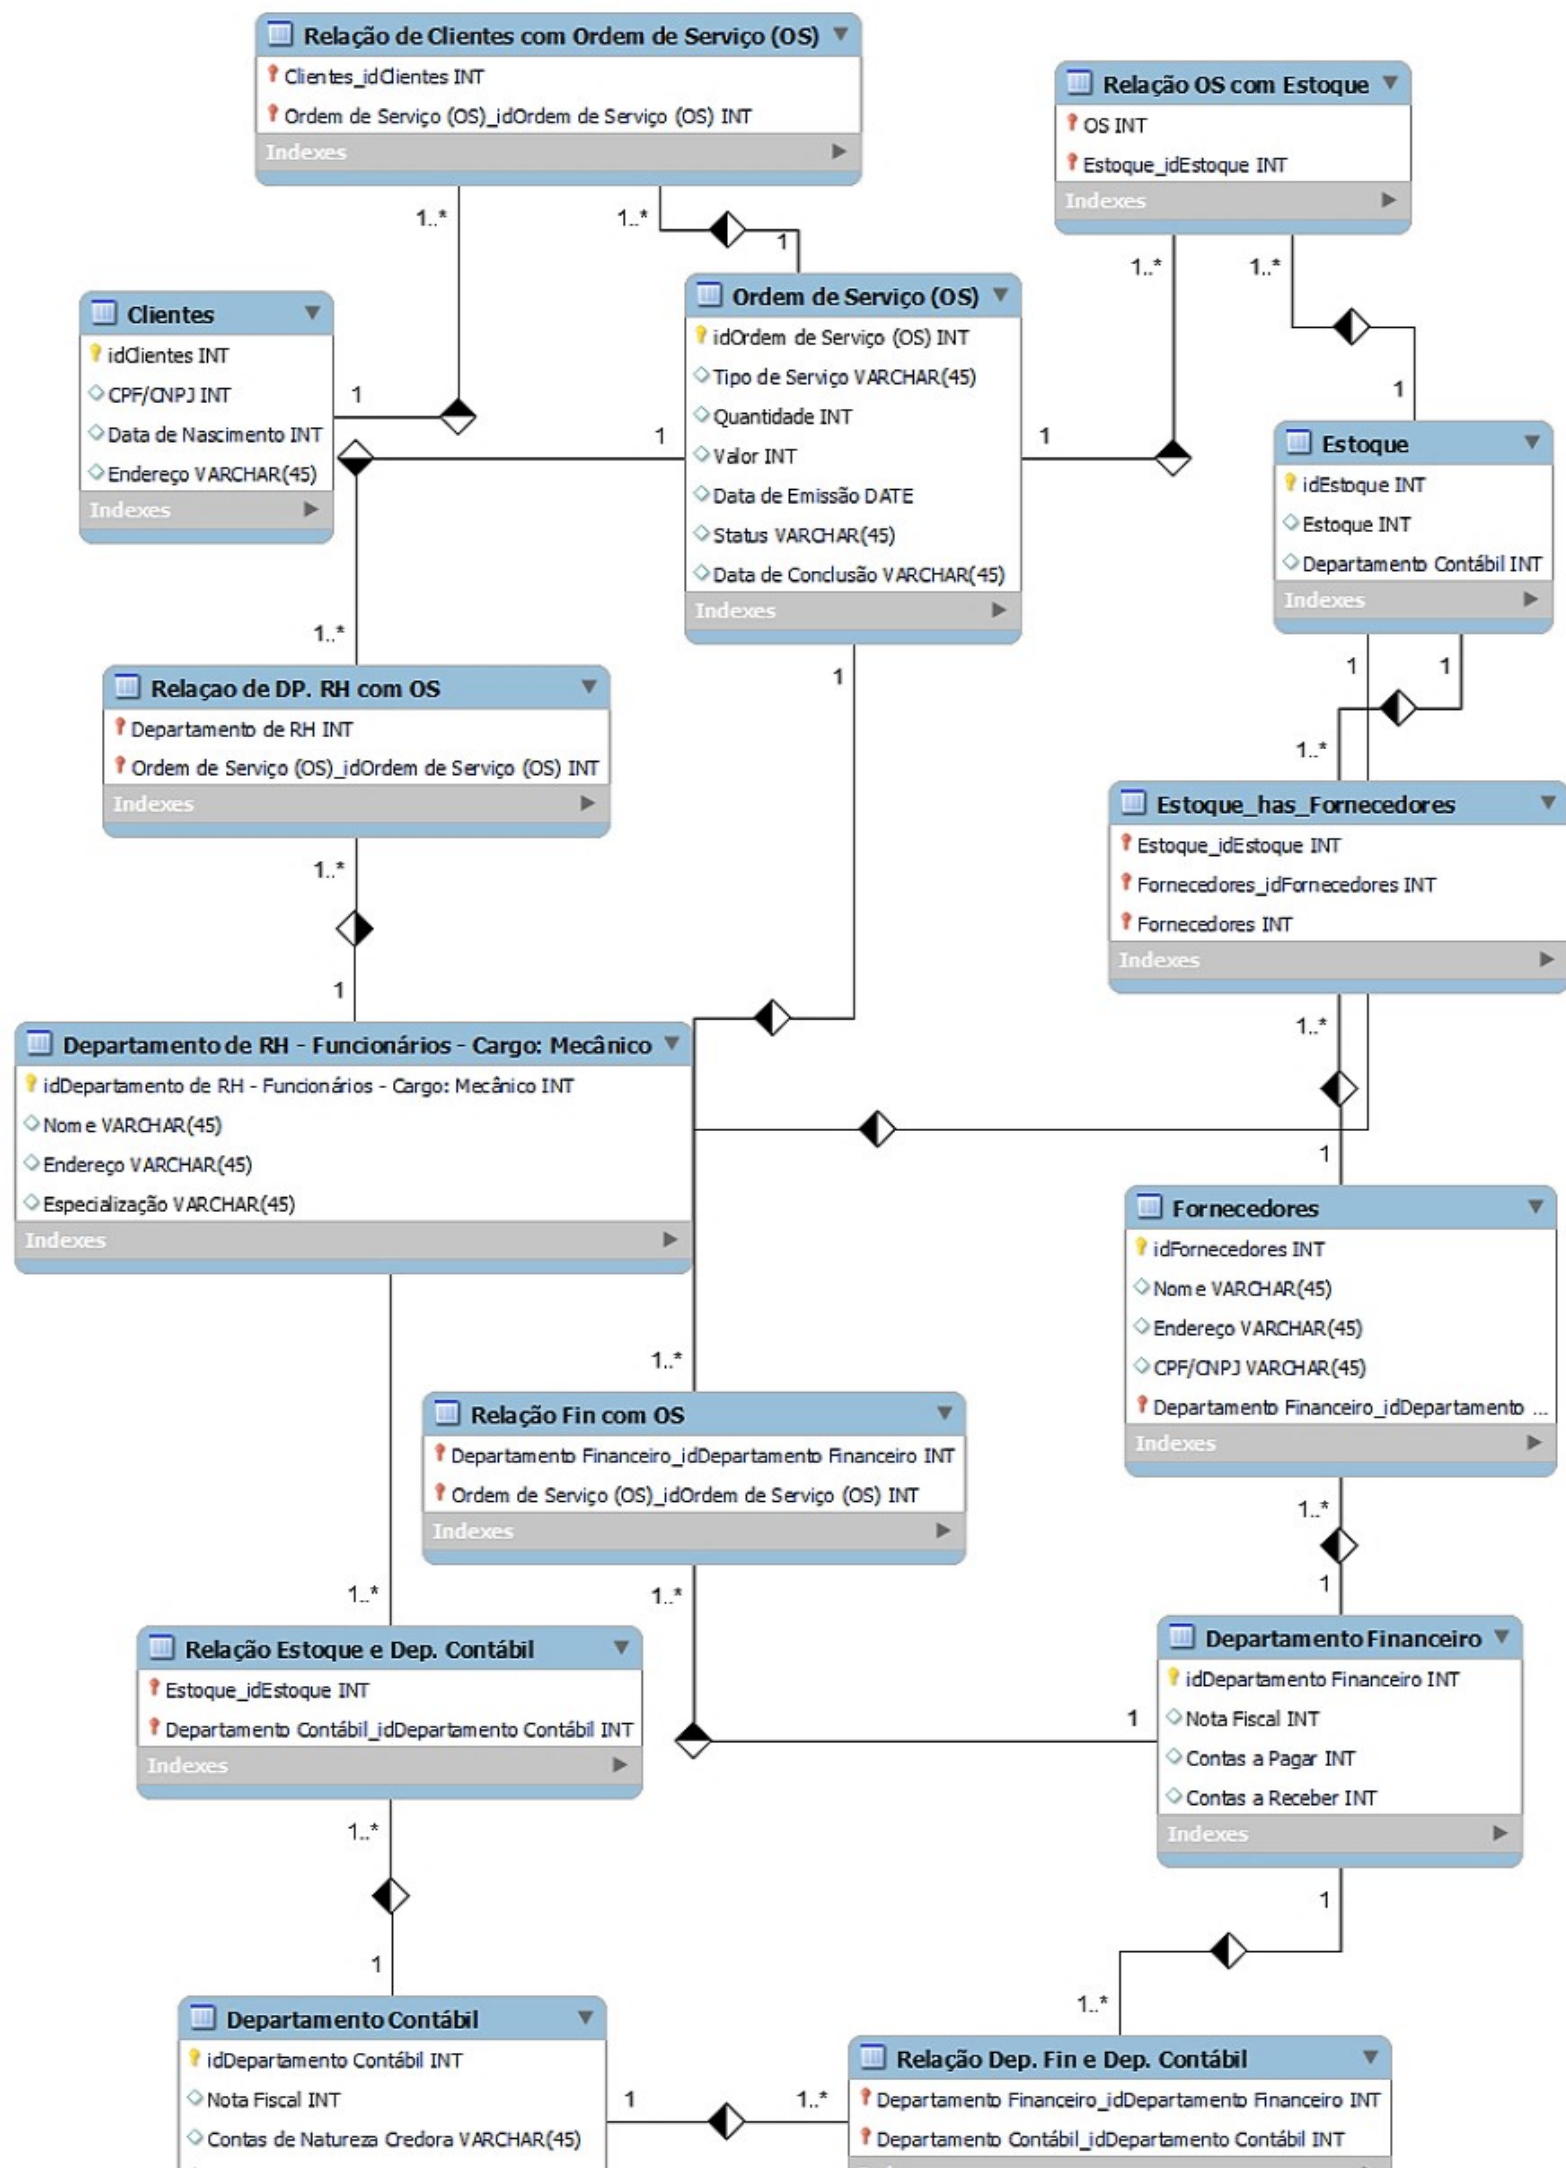 Relação de Clientes com Ordem de Serviço (OS)
Clientes_idClientes INT
Ordem de Serviço (OS)_idOrdem de Serviço (OS) INT
Indexes
Relação OS com Estoque
OS INT
Estoque_idEstoque INT
Indexes
1..*
1..*
1
1..*
1..*
Clientes
idClientes INT
CPF/CNPJ INT
Data de Nascimento INT
Endereço VARCHAR(45)
Indexes
1
1
Ordem de Serviço (OS)
idOrdem de Serviço (OS) INT
Tipo de Serviço VARCHAR(45)
Quantidade INT
Valor INT
Data de Emissão DATE
Status VARCHAR(45)
Data de Conclusão VARCHAR(45)
Indexes
1
1
Estoque
idEstoque INT
Estoque INT
Departamento Contábil INT
Indexes
1..*
1
1
1
1..*
Relaçao de DP. RH com OS
Departamento de RH INT
Ordem de Serviço (OS)_idOrdem de Serviço (OS) INT
Indexes
Estoque_has_Fornecedores
Estoque_idEstoque INT
Fornecedores_idFornecedores INT
Fornecedores INT
Indexes
1..*
1
1..*
1
Departamento de RH - Funcionários - Cargo: Mecânico
idDepartamento de RH - Funcionários - Cargo: Mecânico INT
Nome VARCHAR(45)
Endereço VARCHAR(45)
Especialização VARCHAR(45)
Indexes
Fornecedores
idFornecedores INT
Nome VARCHAR(45)
Endereço VARCHAR(45)
CPF/CNPJ VARCHAR(45)
Departamento Financeiro_idDepartamento ...
Indexes
1..*
Relação Fin com OS
Departamento Financeiro_idDepartamento Financeiro INT
Ordem de Serviço (OS)_idOrdem de Serviço (OS) INT
Indexes
1..*
1
1..*
1..*
Relação Estoque e Dep. Contábil
Estoque_idEstoque INT
Departamento Contábil_idDepartamento Contábil INT
Indexes
1
Departamento Financeiro
idDepartamento Financeiro INT
Nota Fiscal INT
Contas a Pagar INT
Contas a Receber INT
Indexes
1..*
1
1
1..*
Departamento Contábil
idDepartamento Contábil INT
Nota Fiscal INT
Contas de Natureza Credora VARCHAR(45)
1
1..*
Relação Dep. Fin e Dep. Contábil
Departamento Financeiro_idDepartamento Financeiro INT
Departamento Contábil_idDepartamento Contábil INT